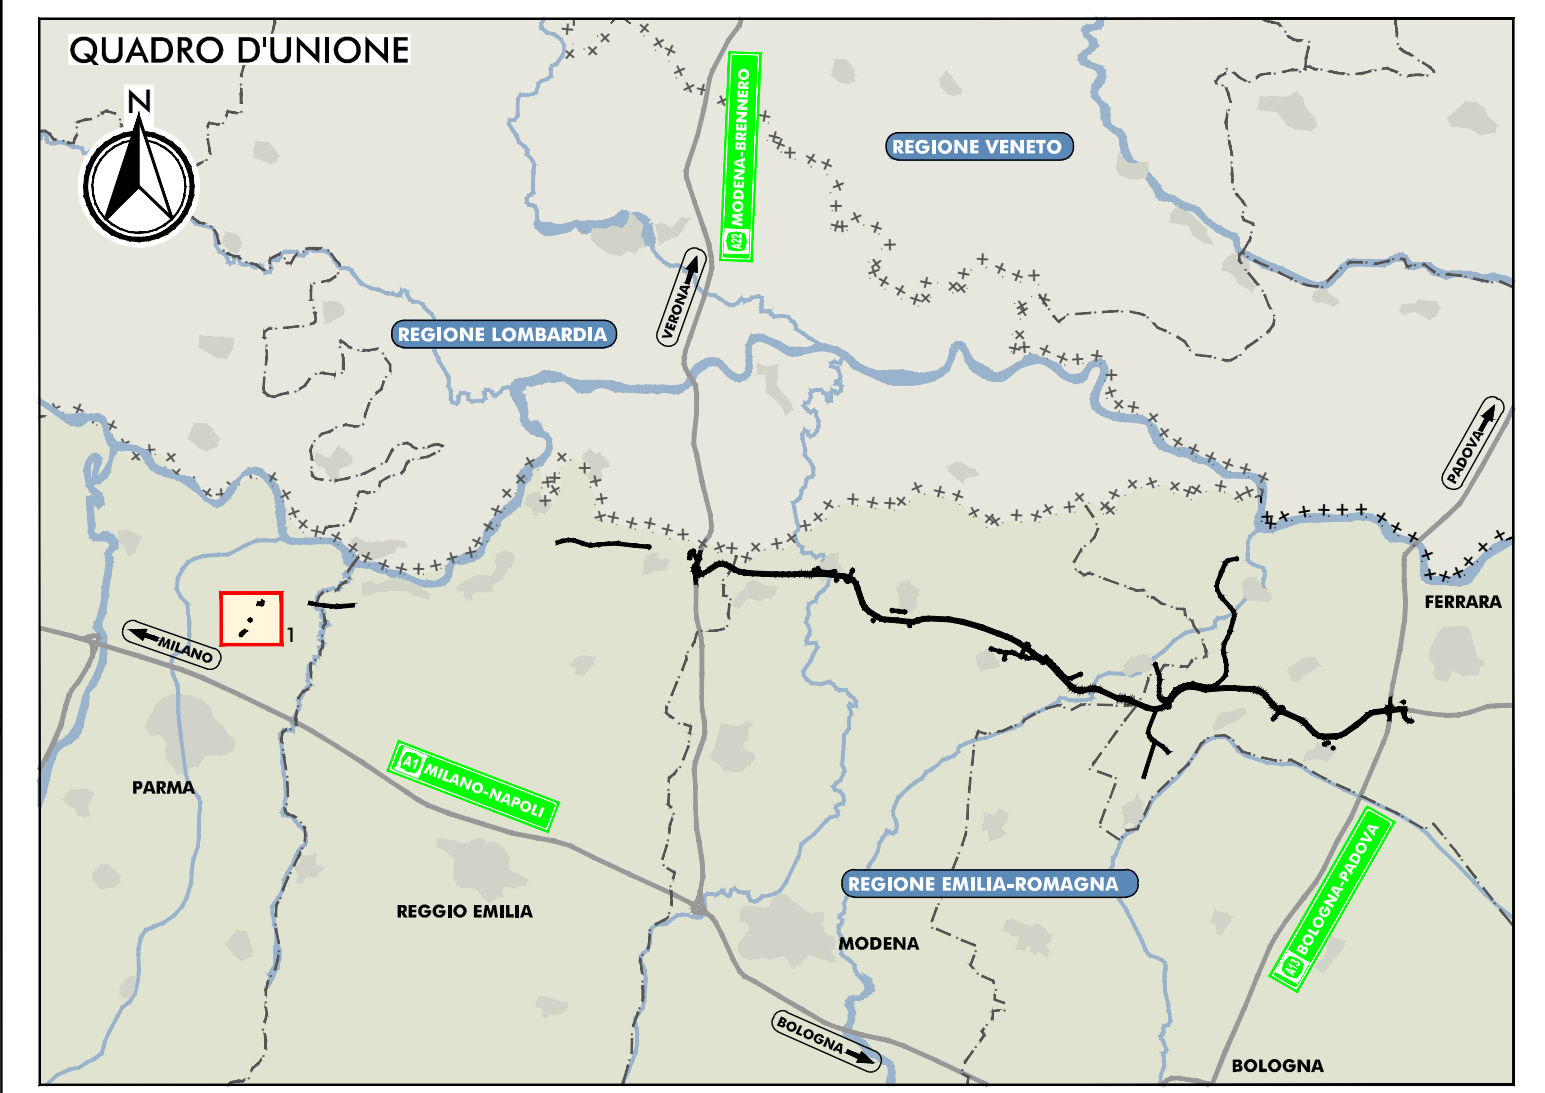 QUADRO D'UNIONE
N
A22 MODENA-BRENNERO
REGIONE VENETO
VERONA
REGIONE LOMBARDIA
PADOVA
FERRARA
1
MILANO
PARMA
A1 MILANO-NAPOLI
REGGIO EMILIA
REGIONE EMILIA-ROMAGNA
A13 BOLOGNA-PADOVA
MODENA
BOLOGNA
BOLOGNA